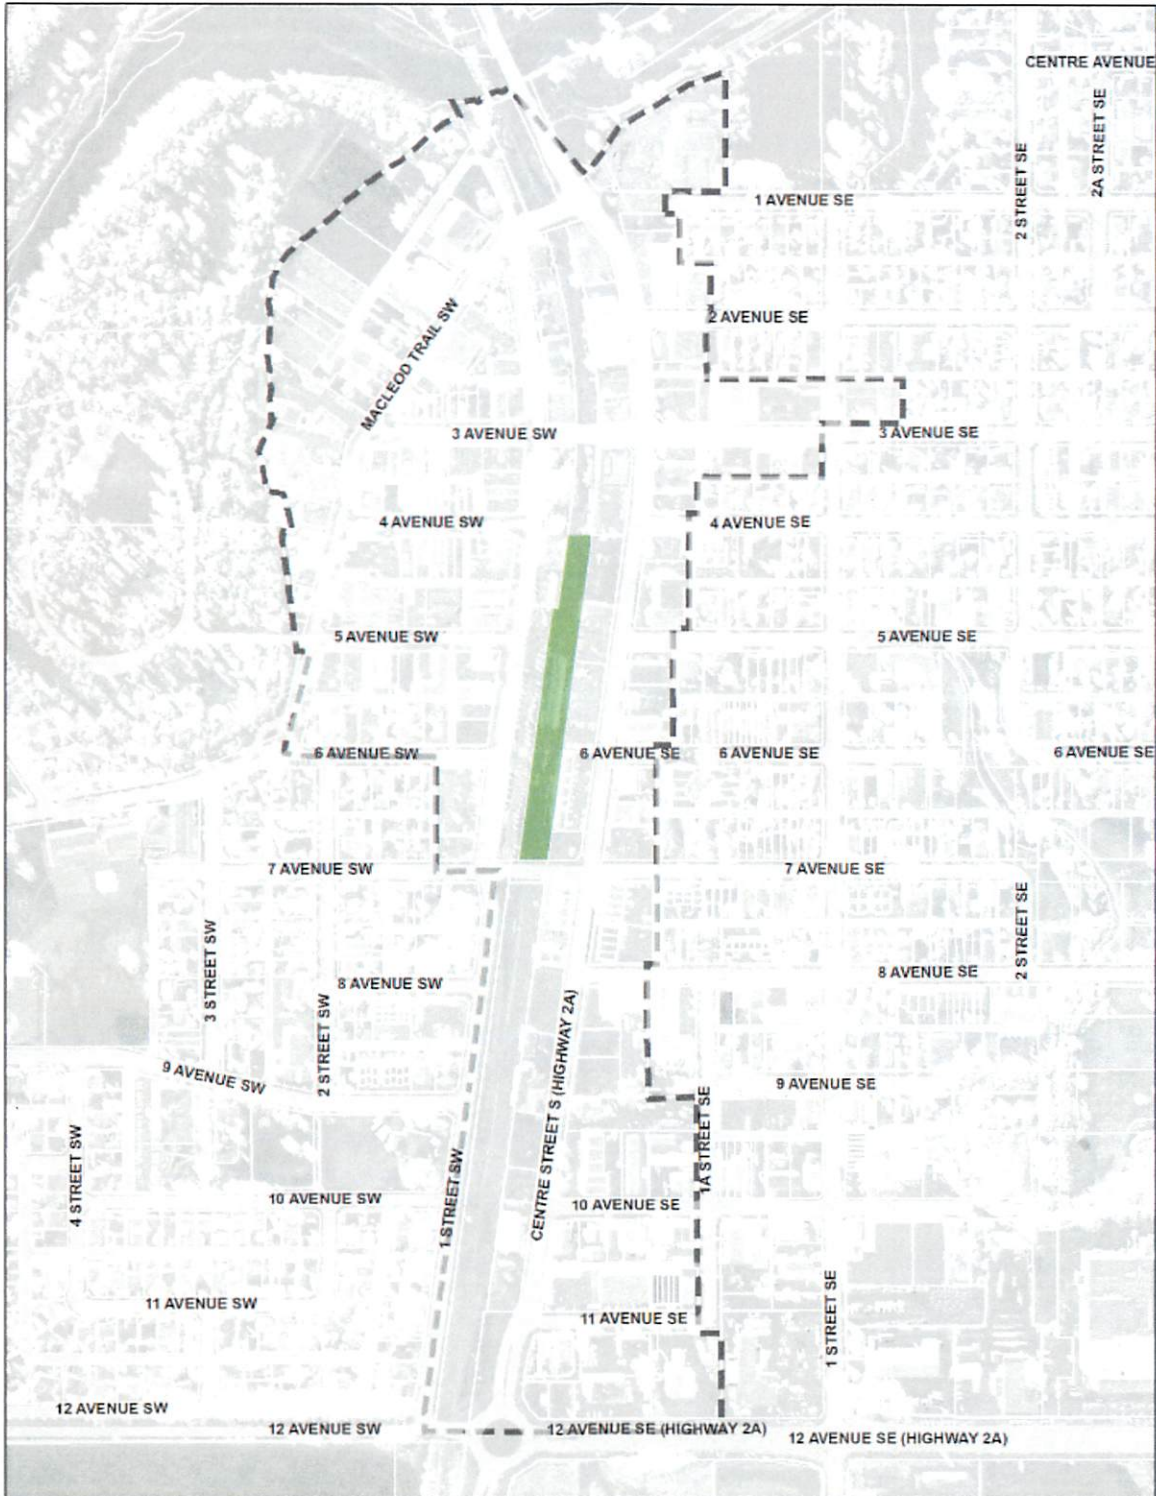 CENTRE AVENUE
2A STREET SE
2 STREET SE
1 AVENUE SE
2 AVENUE SE
MACLEOD TRAIL SW
3 AVENUE SW
3 AVENUE SE
4 AVENUE SW
4 AVENUE SE
5 AVENUE SW
5 AVENUE SE
6 AVENUE SW
6 AVENUE SE
6 AVENUE SE
6 AVENUE SE
7 AVENUE SW
7 AVENUE SE
3 STREET SW
2 STREET SE
8 AVENUE SW
8 AVENUE SE
2 STREET SW
CENTRE STREET S (HIGHWAY 2A)
9 AVENUE SW
9 AVENUE SE
4 STREET SW
1A STREET SE
1 STREET SW
10 AVENUE SW
10 AVENUE SE
11 AVENUE SW
11 AVENUE SE
1 STREET SE
12 AVENUE SW
12 AVENUE SW
12 AVENUE SE (HIGHWAY 2A)
12 AVENUE SE (HIGHWAY 2A)